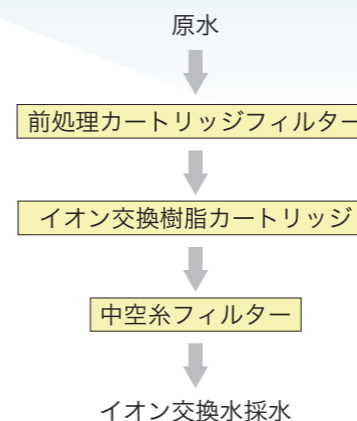 原水
前処理カートリッジフィルター
イオン交換樹脂カートリッジ
中空糸フィルター
イオン交換水採水